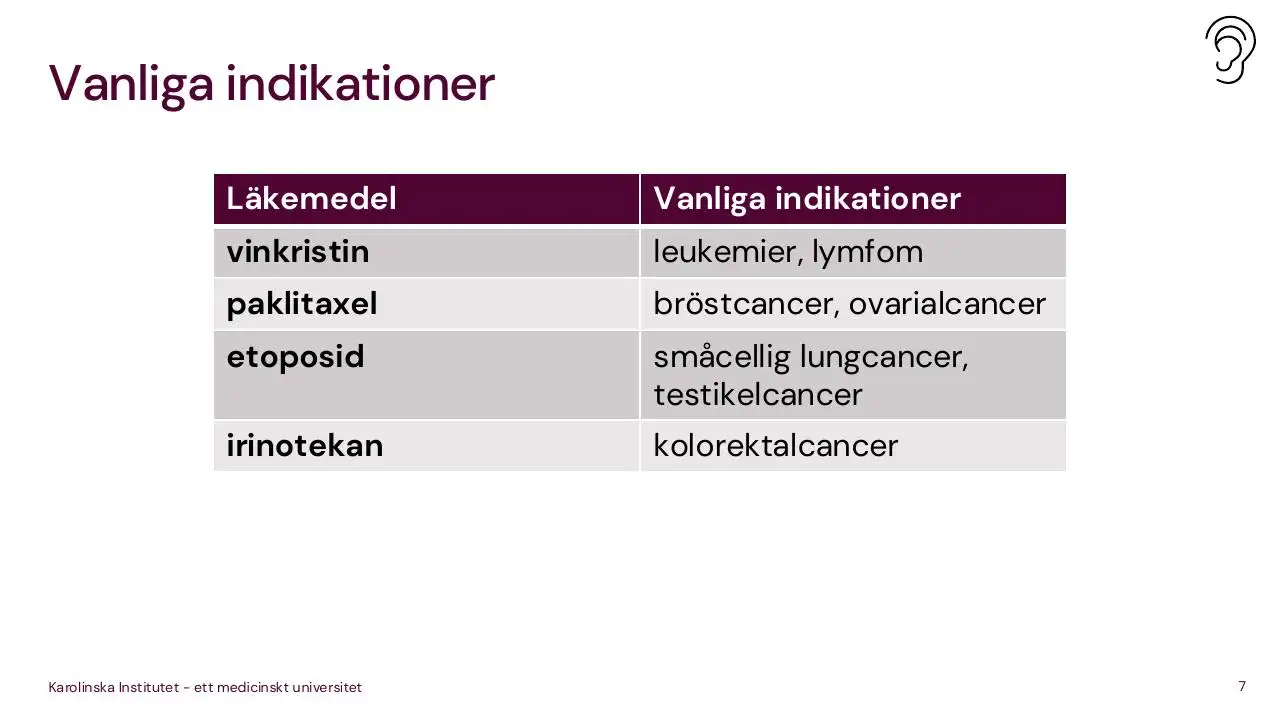 Vanliga indikationer
Läkemedel Vanliga indikationer
vinkristin leukemier, lymfom
paklitaxel bröstcancer, ovarialcancer
etoposid småcellig lungcancer,
testikelcancer
irinotekan kolorektalcancer
Karolinska Institutet - ett medicinskt universitet 7